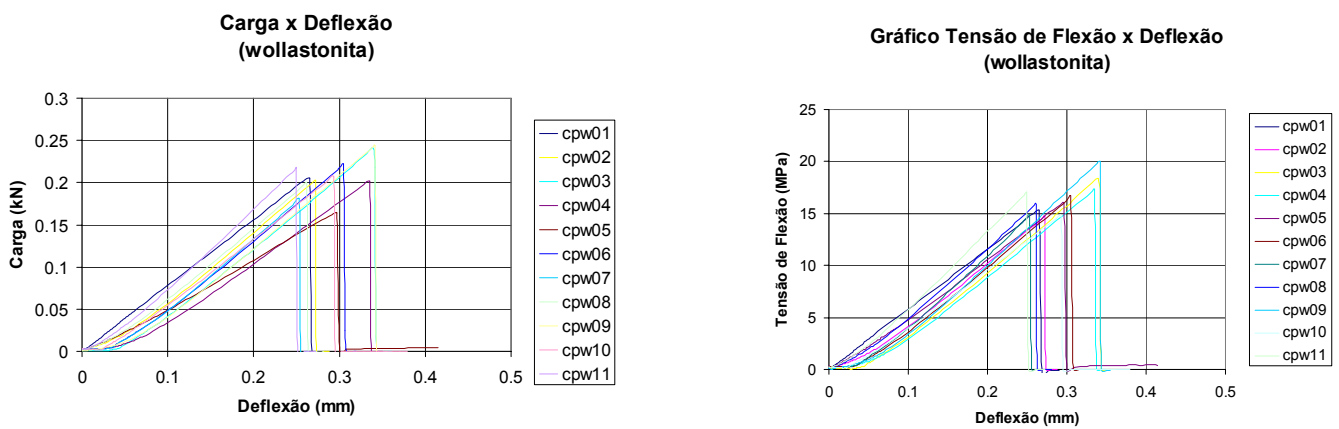 Carga x Deflexão
(wollastonita)
0.3
0.25
0.2
0.15
0.1
0.05
0
Carga (kN)
0 0.1 0.2 0.3 0.4 0.5
Deflexão (mm)
cpw01
cpw02
cpw03
cpw04
cpw05
cpw06
cpw07
cpw08
cpw09
cpw10
cpw11
Gráfico Tensão de Flexão x Deflexão
(wollastonita)
25
20
15
10
5
0
Tensão de Flexão (MPa)
0 0.1 0.2 0.3 0.4 0.5
Deflexão (mm)
cpw01
cpw02
cpw03
cpw04
cpw05
cpw06
cpw07
cpw08
cpw09
cpw10
cpw11